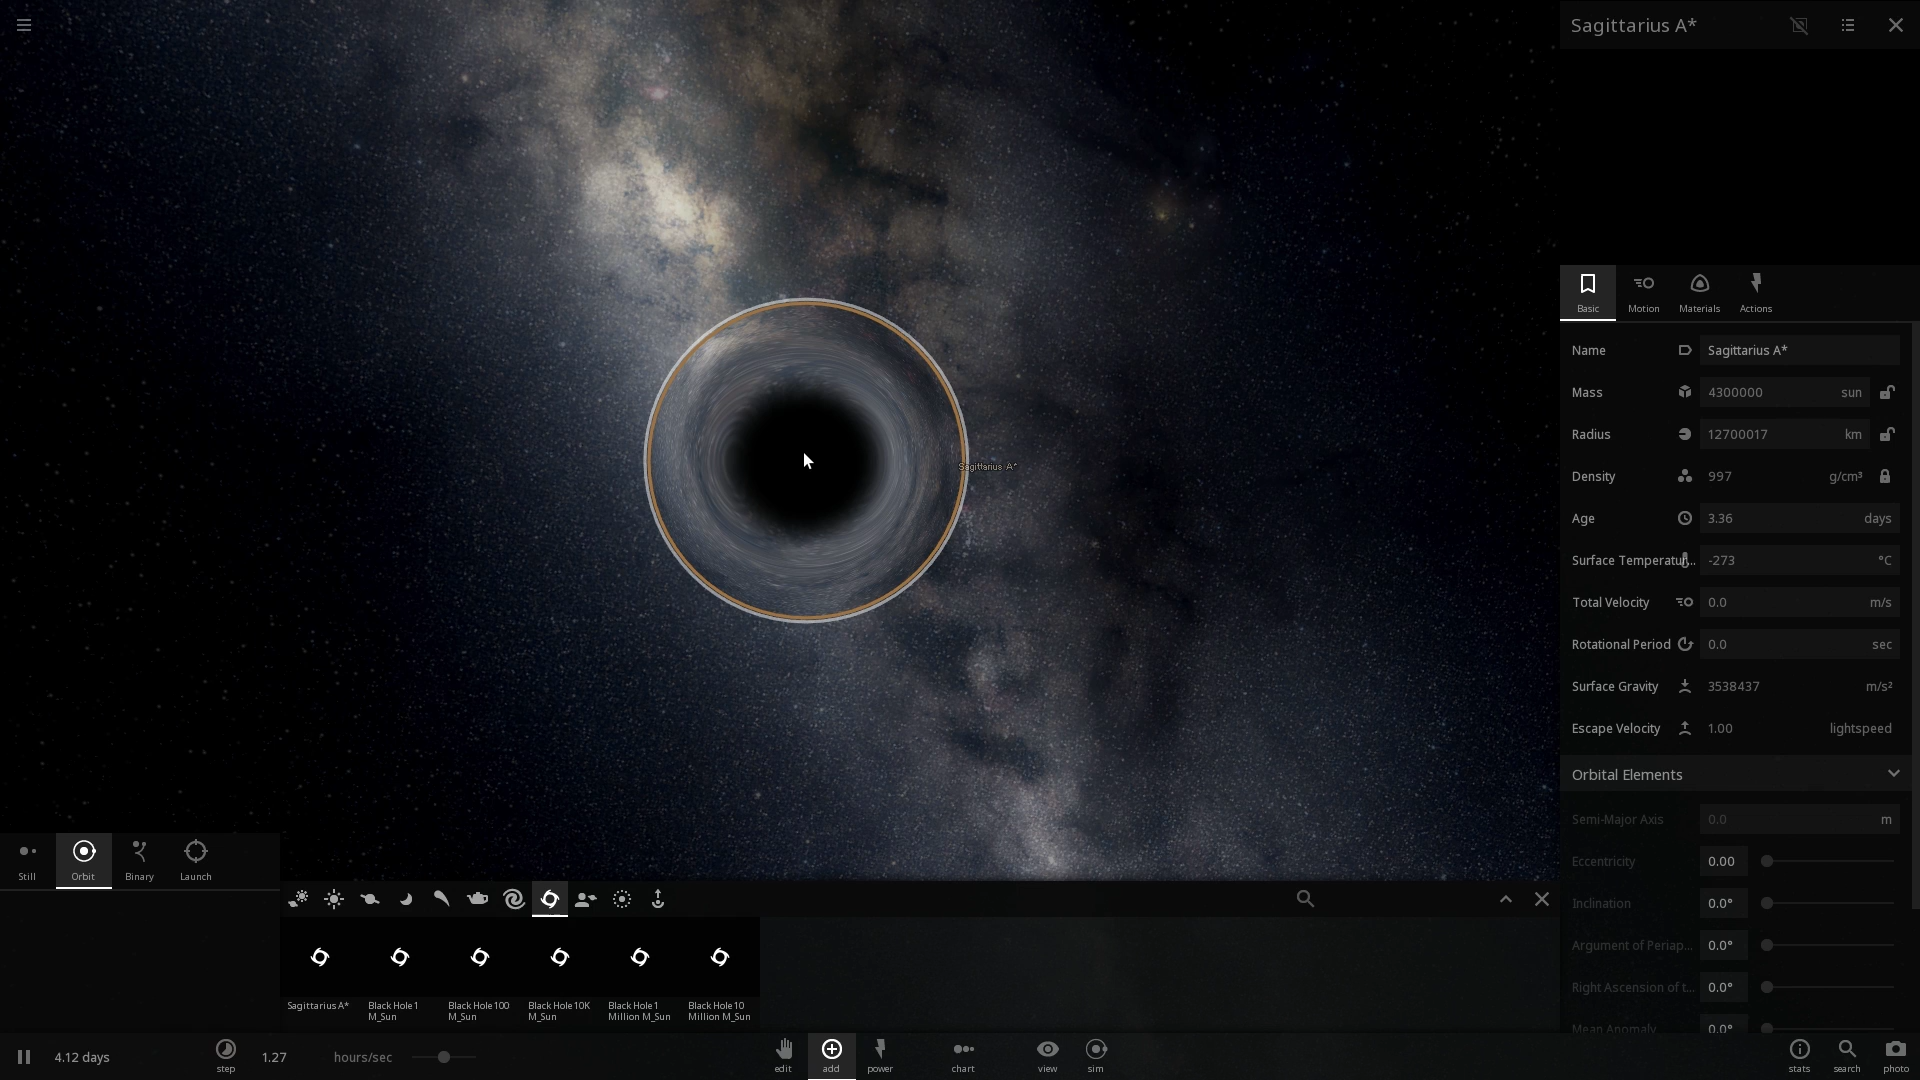 Sagittarius A*
Basic
Motion
Materials
Actions
Name Sagittarius A*
Mass 4300000 sun
Radius 12700017 km
Density 997 g/cm³
Age 3.36 days
Surface Temperatur... -273 °C
Total Velocity 0.0 m/s
Rotational Period 0.0 sec
Surface Gravity 3538437 m/s²
Escape Velocity 1.00 lightspeed
Orbital Elements
Semi-Major Axis 0.0 m
Eccentricity 0.00
Inclination 0.0°
Argument of Periap... 0.0°
Right Ascension of t... 0.0°
Mean Anomaly 0.0°
Sagittarius A*
Still
Orbit
Binary
Launch
Sagittarius A*
Black Hole 1
M_Sun
Black Hole 100
M_Sun
Black Hole 10K
M_Sun
Black Hole 1
Million M_Sun
Black Hole 10
Million M_Sun
4.12 days
step
1.27 hours/sec
edit
add
power
chart
view
sim
stats
search
photo